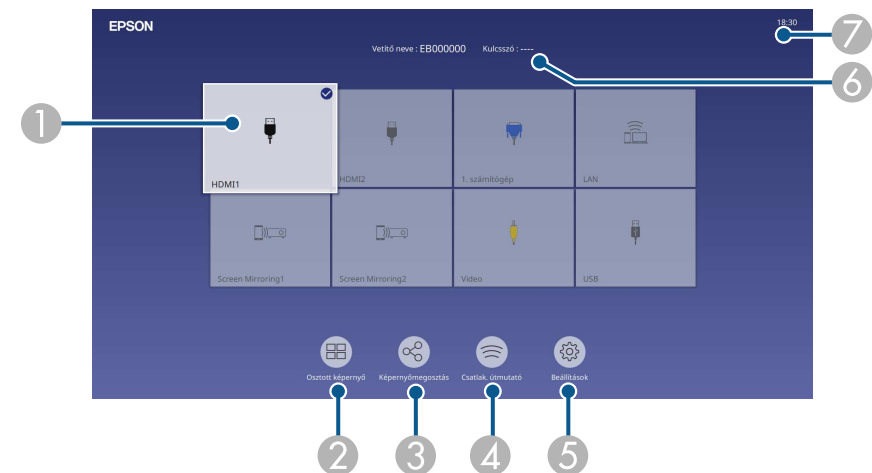 EPSON
18:30
7
Vetítő neve : EB000000 Kulcsszó : ----
6
1
HDMI1
HDMI2
1. számítógép
LAN
Screen Mirroring1
Screen Mirroring2
Video
USB
Osztott képernyő
Képernyőmegosztás
Csatlak. útmutató
Beállítások
2
3
4
5